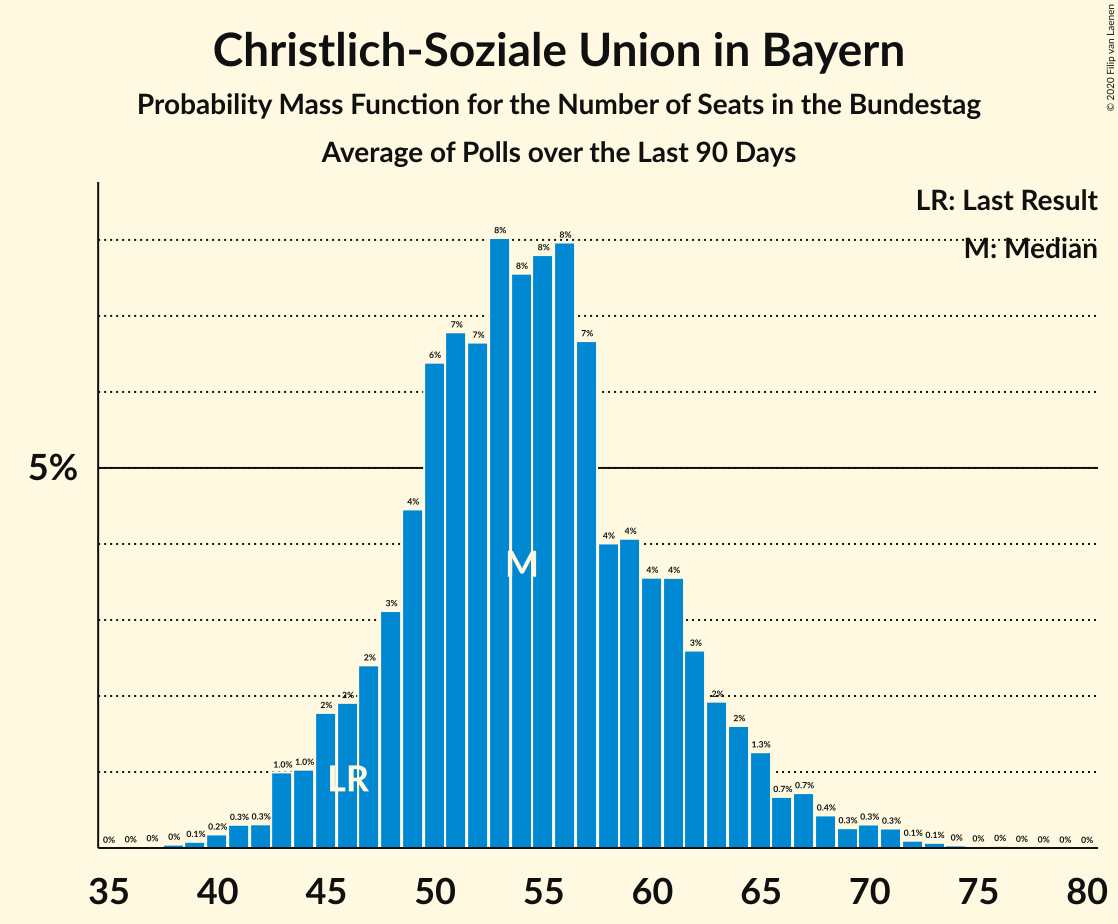 Christlich-Soziale Union in Bayern
Probability Mass Function for the Number of Seats in the Bundestag
Average of Polls over the Last 90 Days
© 2020 Filip van Laenen
LR: Last Result
M: Median
5%
0% 0% 0% 0% 0.1% 0.2% 0.3% 0.3% 1.0% 1.0% 2% 2% 2% 3% 4% 6% 7% 7% 8% 8% 8% 8% 7% 4% 4% 4% 4% 3% 2% 2% 1.3% 0.7% 0.7% 0.4% 0.3% 0.3% 0.3% 0.1% 0.1% 0% 0% 0% 0% 0% 0% 0%
M
LR
35 40 45 50 55 60 65 70 75 80